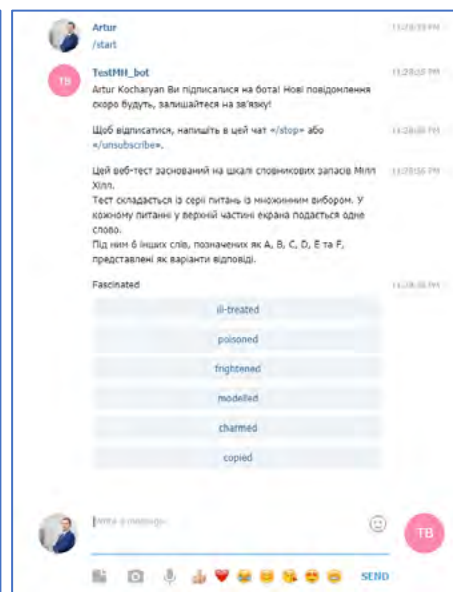 Artur
/start
TB
TestMH_bot
Artur Kocharyan Ви підписалися на бота! Нові повідомлення
скоро будуть, залишайтеся на зв'язку!
Щоб відписатися, напишіть в цей чат «/stop» або
«/unsubscribe».
Цей веб-тест заснований на шкалі словникових запасів Мілл
Хілл.
Тест складається із серії питань із множинним вибором. У
кожному питанні у верхній частині екрана подається одне
слово.
Під ним 6 інших слів, позначених як A, B, C, D, E та F,
представлені як варіанти відповіді.
Fascinated
ill-treated
poisoned
frightened
modelled
charmed
copied
Write a message
TB
SEND